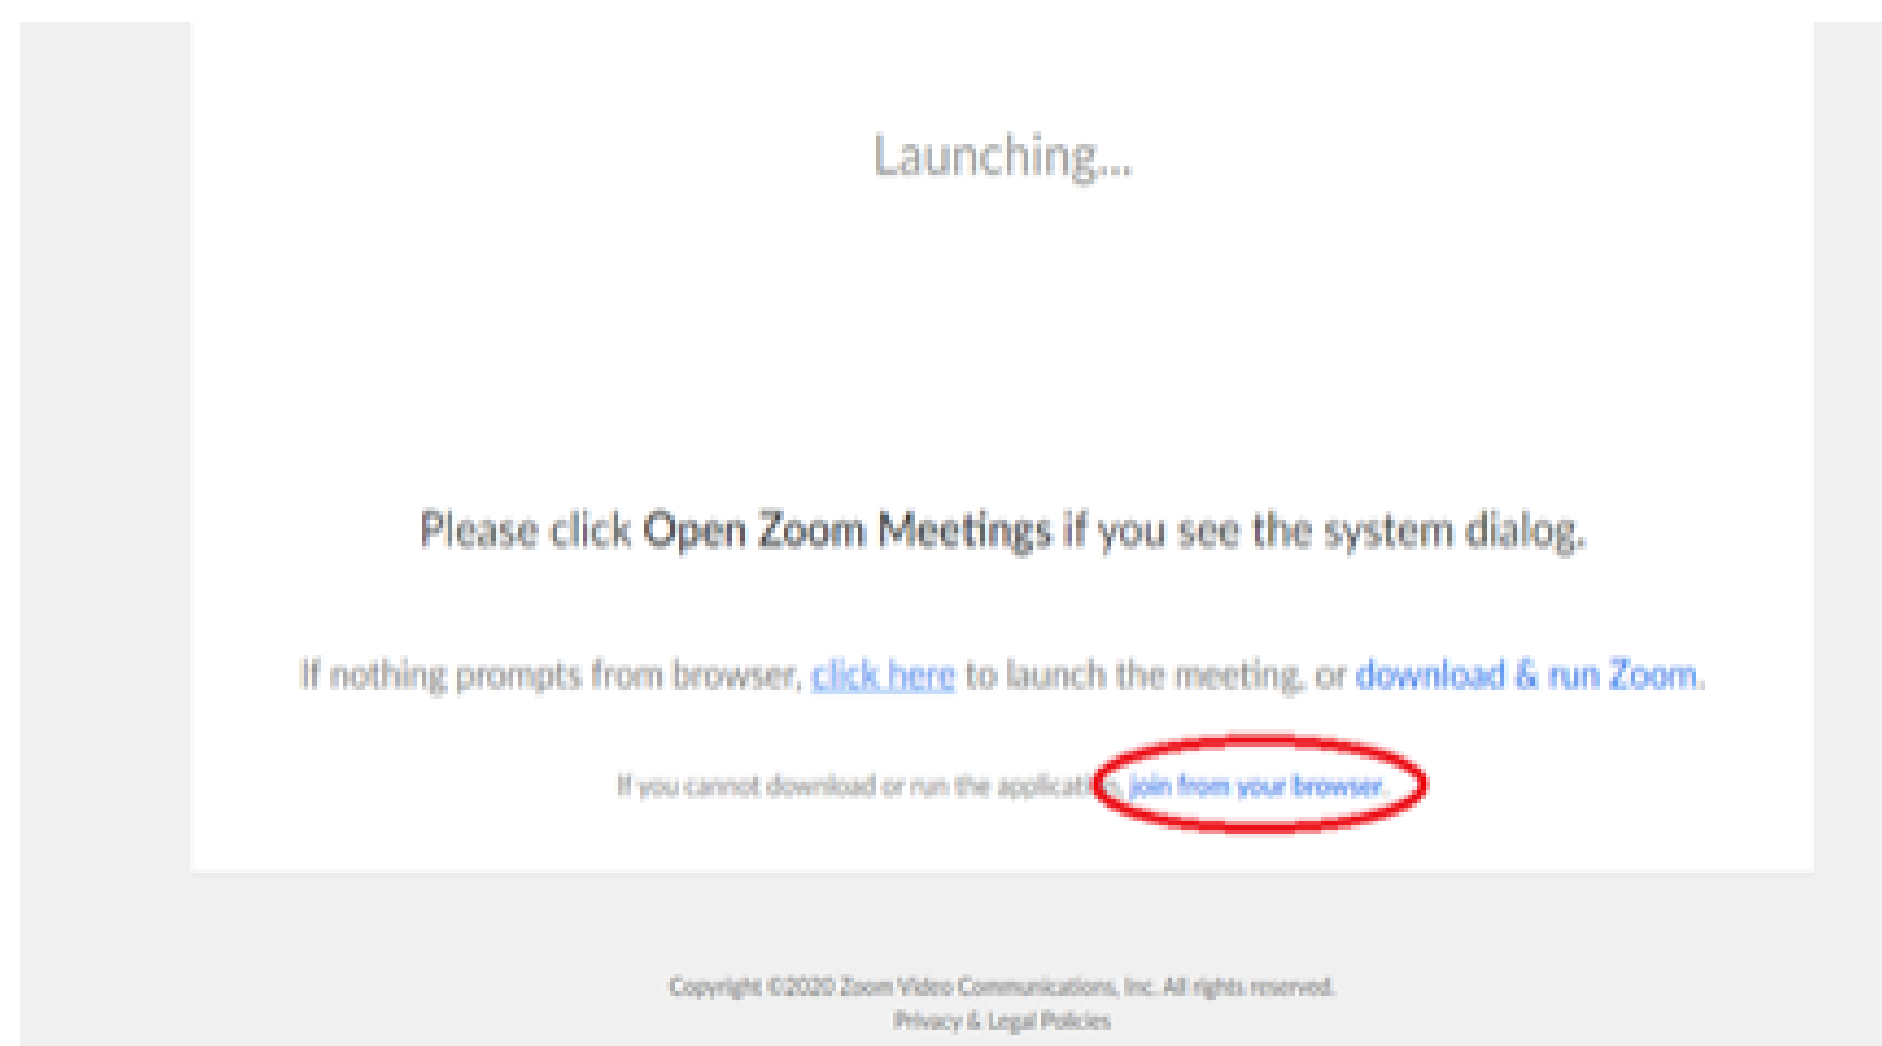 Launching...
Please click Open Zoom Meetings if you see the system dialog.
If nothing prompts from browser, click here to launch the meeting, or download & run Zoom.
If you cannot download or run the application, join from your browser.
Copyright ©2020 Zoom Video Communications, Inc. All rights reserved.
Privacy & Legal Policies